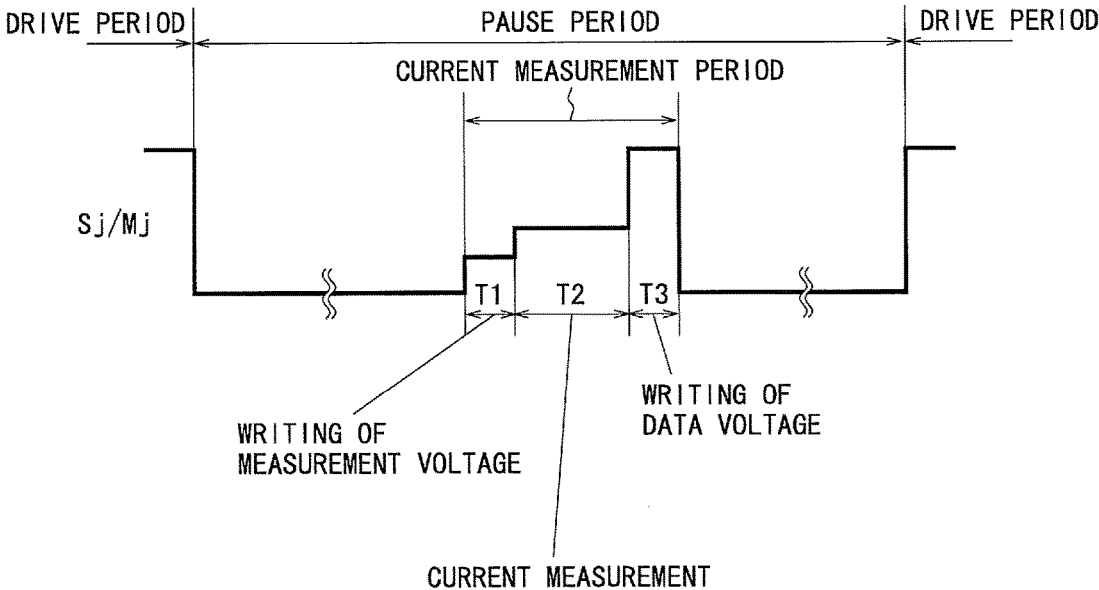 DRIVE PERIOD PAUSE PERIOD DRIVE PERIOD
CURRENT MEASUREMENT PERIOD
Sj/Mj
T1 T2 T3
WRITING OF
DATA VOLTAGE
WRITING OF
MEASUREMENT VOLTAGE
CURRENT MEASUREMENT